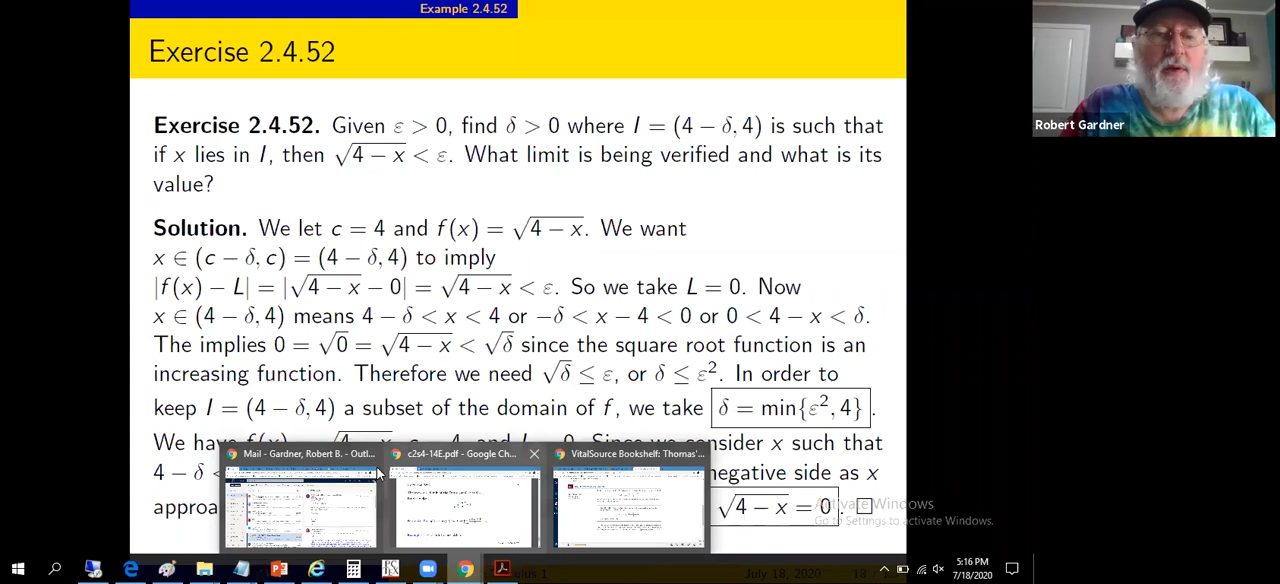 Example 2.4.52
Exercise 2.4.52
Exercise 2.4.52. Given ε > 0, find δ > 0 where I = (4 − δ, 4) is such that
if x lies in I, then √4 − x < ε. What limit is being verified and what is its
value?
Solution. We let c = 4 and f(x) = √4 − x. We want
x ∈ (c − δ, c) = (4 − δ, 4) to imply
|f(x) − L| = |√4 − x − 0| = √4 − x < ε. So we take L = 0. Now
x ∈ (4 − δ, 4) means 4 − δ < x < 4 or −δ < x − 4 < 0 or 0 < 4 − x < δ.
The implies 0 = √0 = √4 − x < √δ since the square root function is an
increasing function. Therefore we need √δ ≤ ε, or δ ≤ ε². In order to
keep I = (4 − δ, 4) a subset of the domain of f, we take δ = min{ε², 4}.
We have Since we consider x such that
4 − δ negative side as x
√4 − x = 0. □
Mail - Gardner, Robert B. - Outl...
c2s4-14E.pdf - Google Ch...
VitalSource Bookshelf: Thomas'...
Activate Windows
Go to Settings to activate Windows.
July 18, 2020
5:16 PM
7/18/2020
Robert Gardner